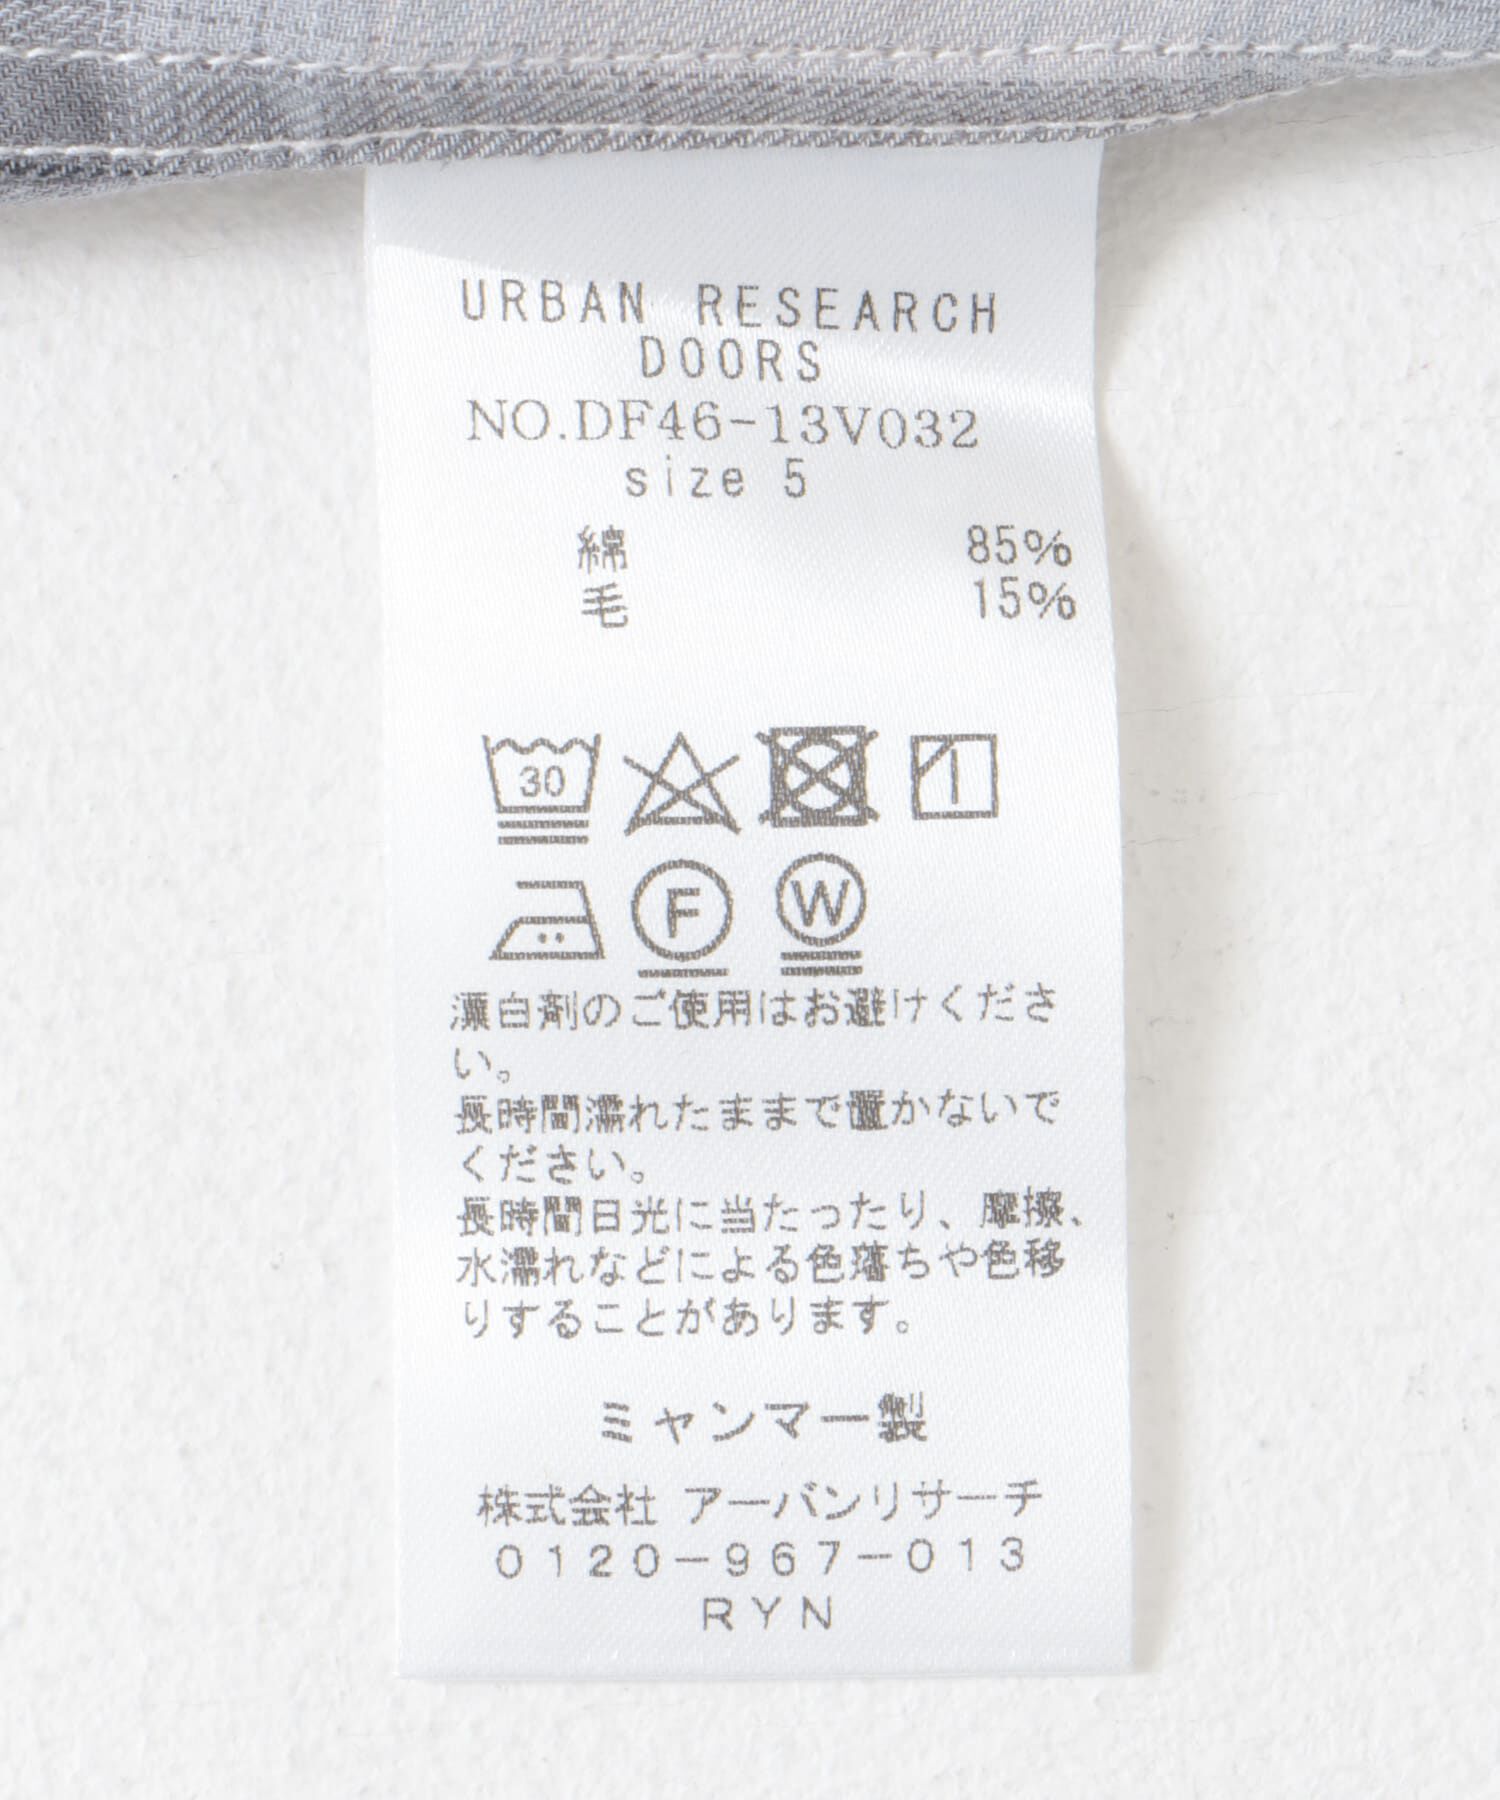 URBAN RESEARCH
DOORS
NO.DF46-13V032
size 5
綿 85%
毛 15%
30
F W
漂白剤のご使用はお避けくださ
い。
長時間濡れたままで置かないで
ください。
長時間日光に当たったり、摩擦、
水濡れなどによる色落ちや色移
りすることがあります。
ミャンマー製
株式会社 アーバンリサーチ
0120-967-013
RYN